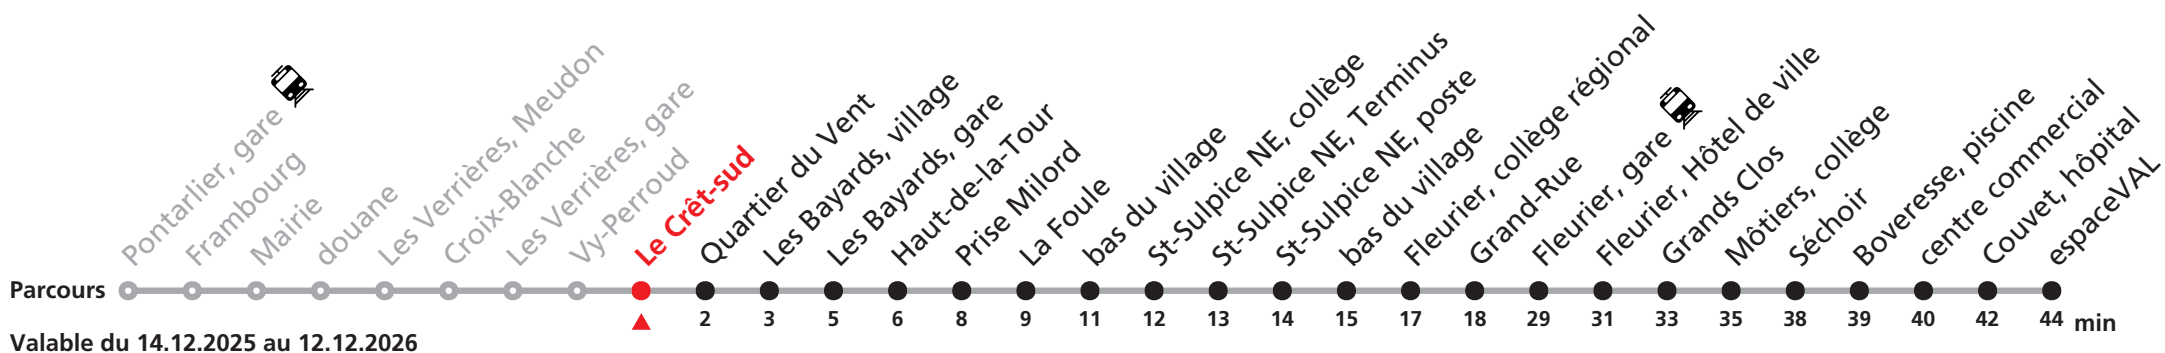 Pontarlier, gare
Frambourg
Mairie
douane
Les Verrières, Meudon
Croix-Blanche
Les Verrières, gare
Vy-Perroud
Le Crêt-sud
Quartier du Vent
Les Bayards, village
Les Bayards, gare
Haut-de-la-Tour
Prise Milord
La Foule
bas du village
St-Sulpice NE, collège
St-Sulpice NE, Terminus
St-Sulpice NE, poste
bas du village
Fleurier, collège régional
Grand-Rue
Fleurier, gare
Fleurier, Hôtel de ville
Grands Clos
Môtiers, collège
Séchoir
Boveresse, piscine
centre commercial
Couvet, hôpital
espaceVAL
Parcours
2 3 5 6 8 9 11 12 13 14 15 17 18 29 31 33 35 38 39 40 42 44 min
Valable du 14.12.2025 au 12.12.2026